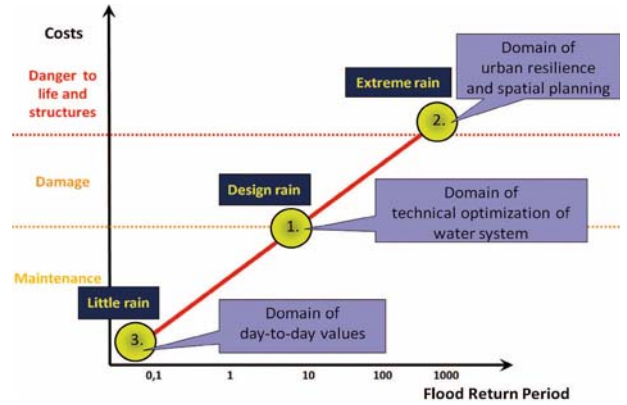 Costs
Danger to
life and
structures
Extreme rain
2.
Domain of
urban resilience
and spatial planning
Damage
Design rain
1.
Domain of
technical optimization of
water system
Maintenance
Little rain
3.
Domain of
day-to-day values
0,1 1 10 100 1000
Flood Return Period